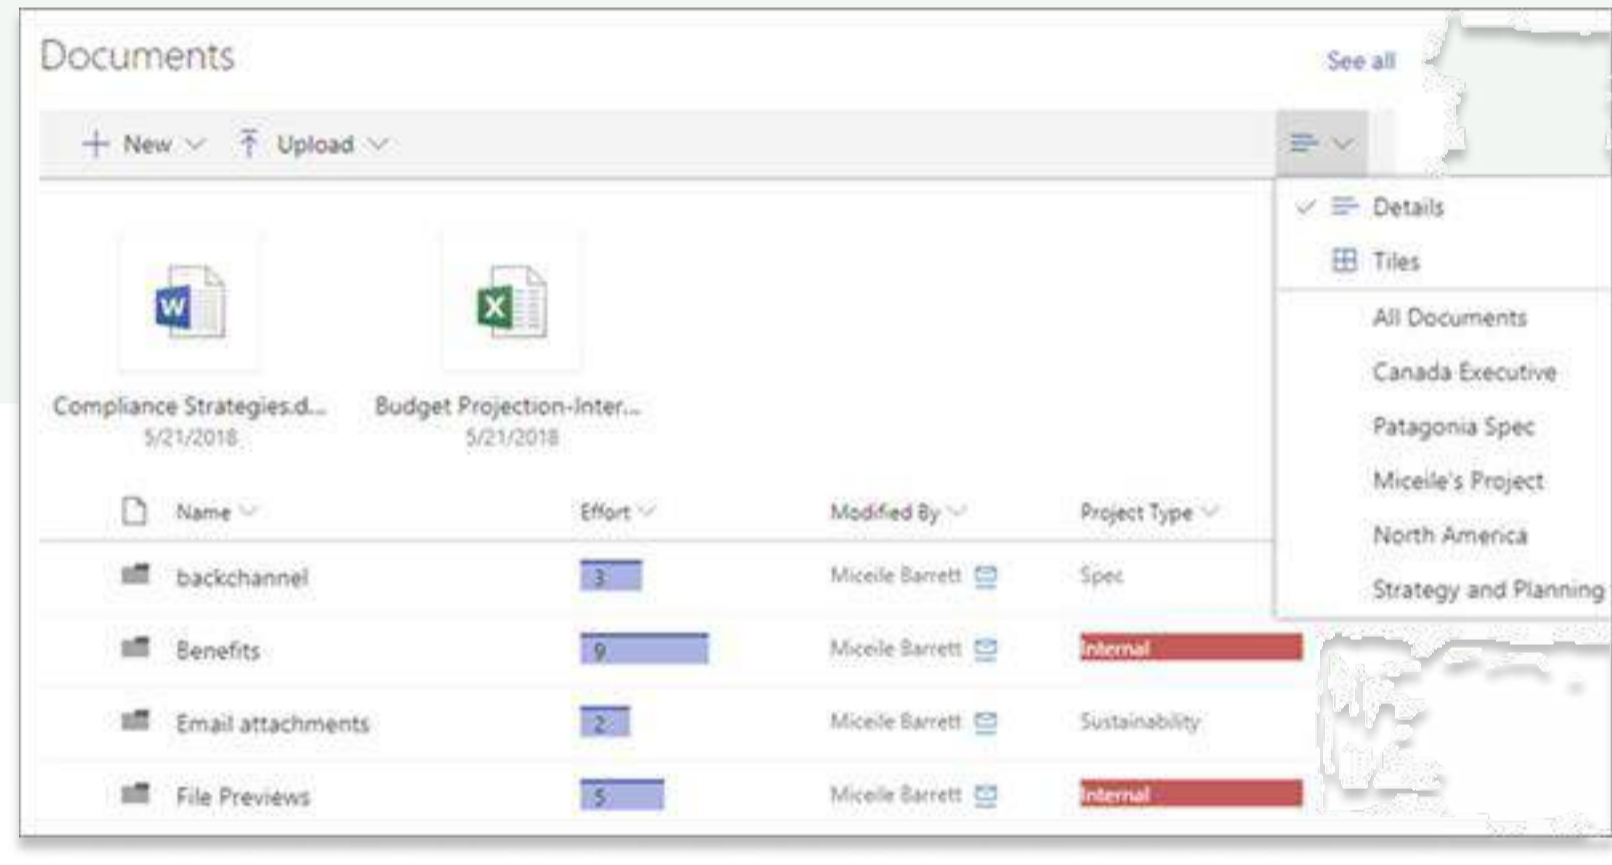 Documents
See all
New
Upload
Details
Tiles
All Documents
Canada Executive
Patagonia Spec
Miceile's Project
North America
Strategy and Planning
W
X
Compliance Strategies.d...
5/21/2018
Budget Projection-Inter...
5/21/2018
Name Effort Modified By Project Type
backchannel 3 Miceile Barrett Spec
Benefits 9 Miceile Barrett Internal
Email attachments 2 Miceile Barrett Sustainability
File Previews 5 Miceile Barrett Internal